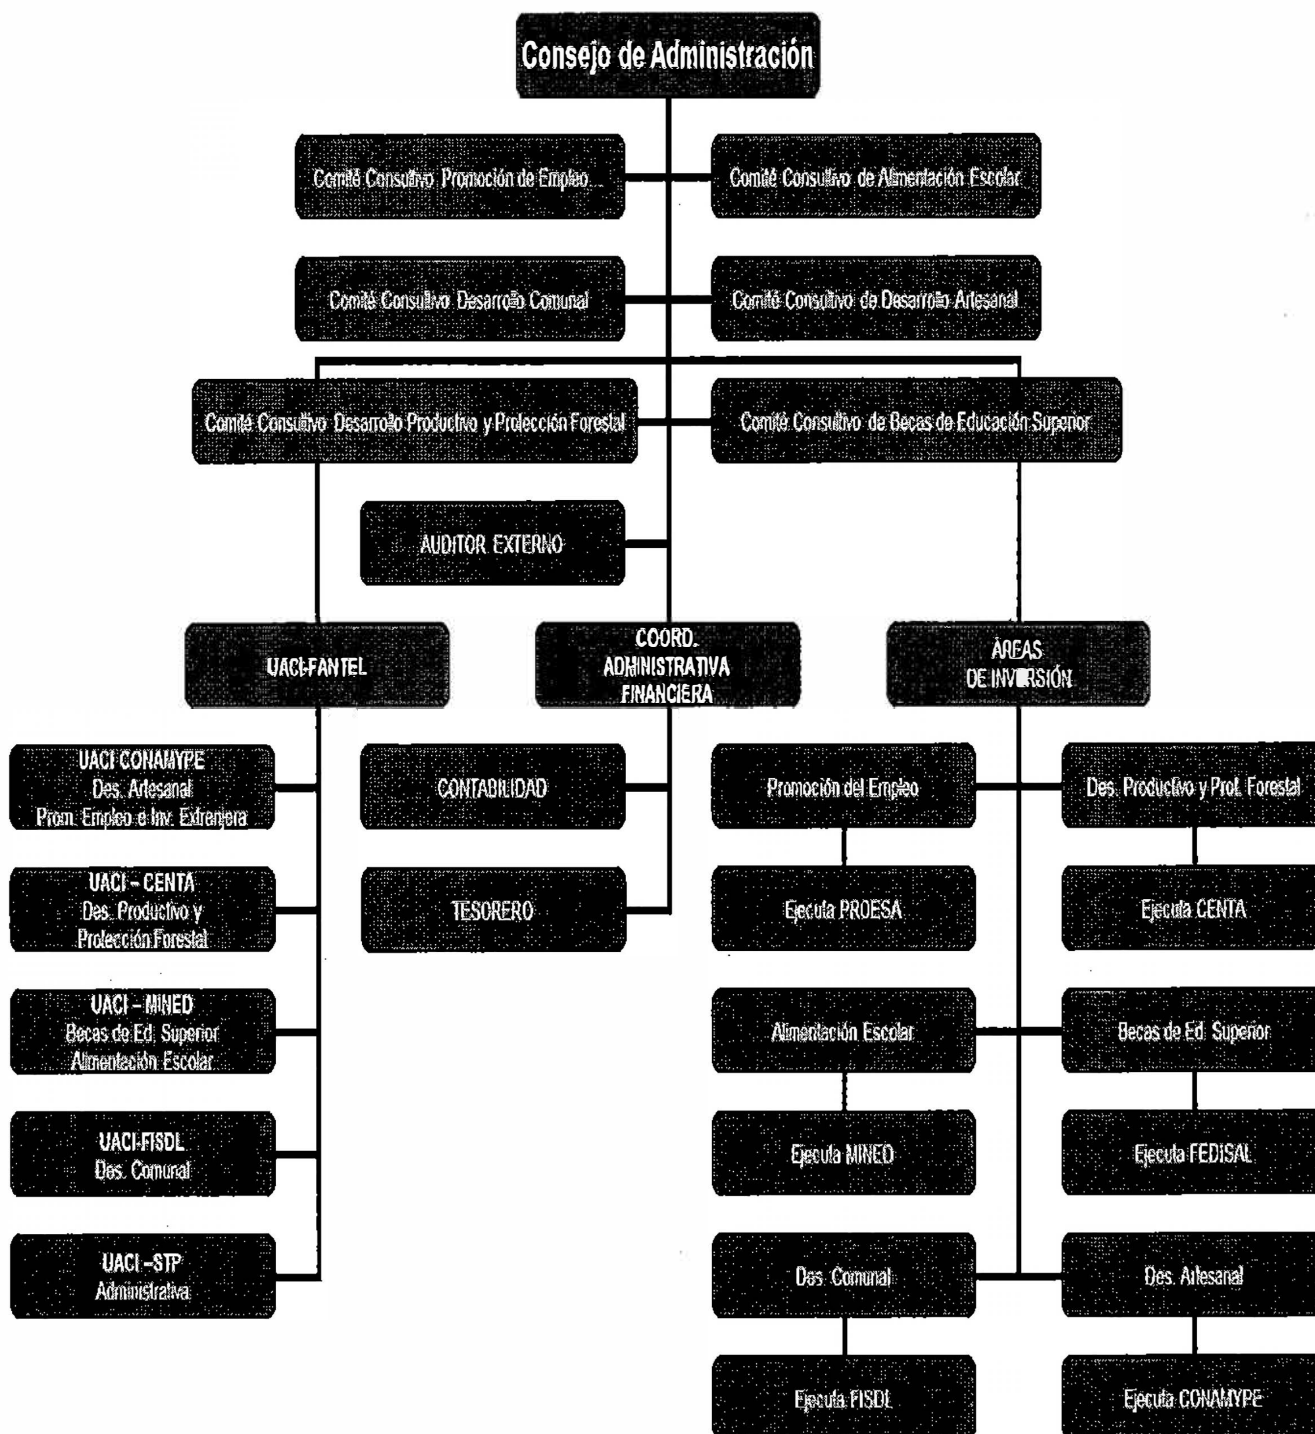 Consejo de Administración
Comité Consultivo Promoción de Empleo
Comité Consultivo de Alimentación Escolar
Comité Consultivo Desarrollo Comunal
Comité Consultivo de Desarrollo Artesanal
Comité Consultivo Desarrollo Productivo y Protección Forestal
Comité Consultivo de Becas de Educación Superior
AUDITOR EXTERNO
UACI-FANTEL
COORD.
ADMINISTRATIVA
FINANCIERA
ÁREAS
DE INVERSIÓN
UACI CONAMYPE
Des. Artesanal
Prom. Empleo e Inv. Extranjera
UACI – CENTA
Des. Productivo y
Protección Forestal
UACI – MINED
Becas de Ed. Superior
Alimentación Escolar
UACI-FISDL
Des. Comunal
UACI –STP
Administrativa
CONTABILIDAD
TESORERO
Promoción del Empleo
Des. Productivo y Prot. Forestal
Ejecuta PROESA
Ejecuta CENTA
Alimentación Escolar
Becas de Ed. Superior
Ejecuta MINED
Ejecuta FEDISAL
Des. Comunal
Des. Artesanal
Ejecuta FISDL
Ejecuta CONAMYPE